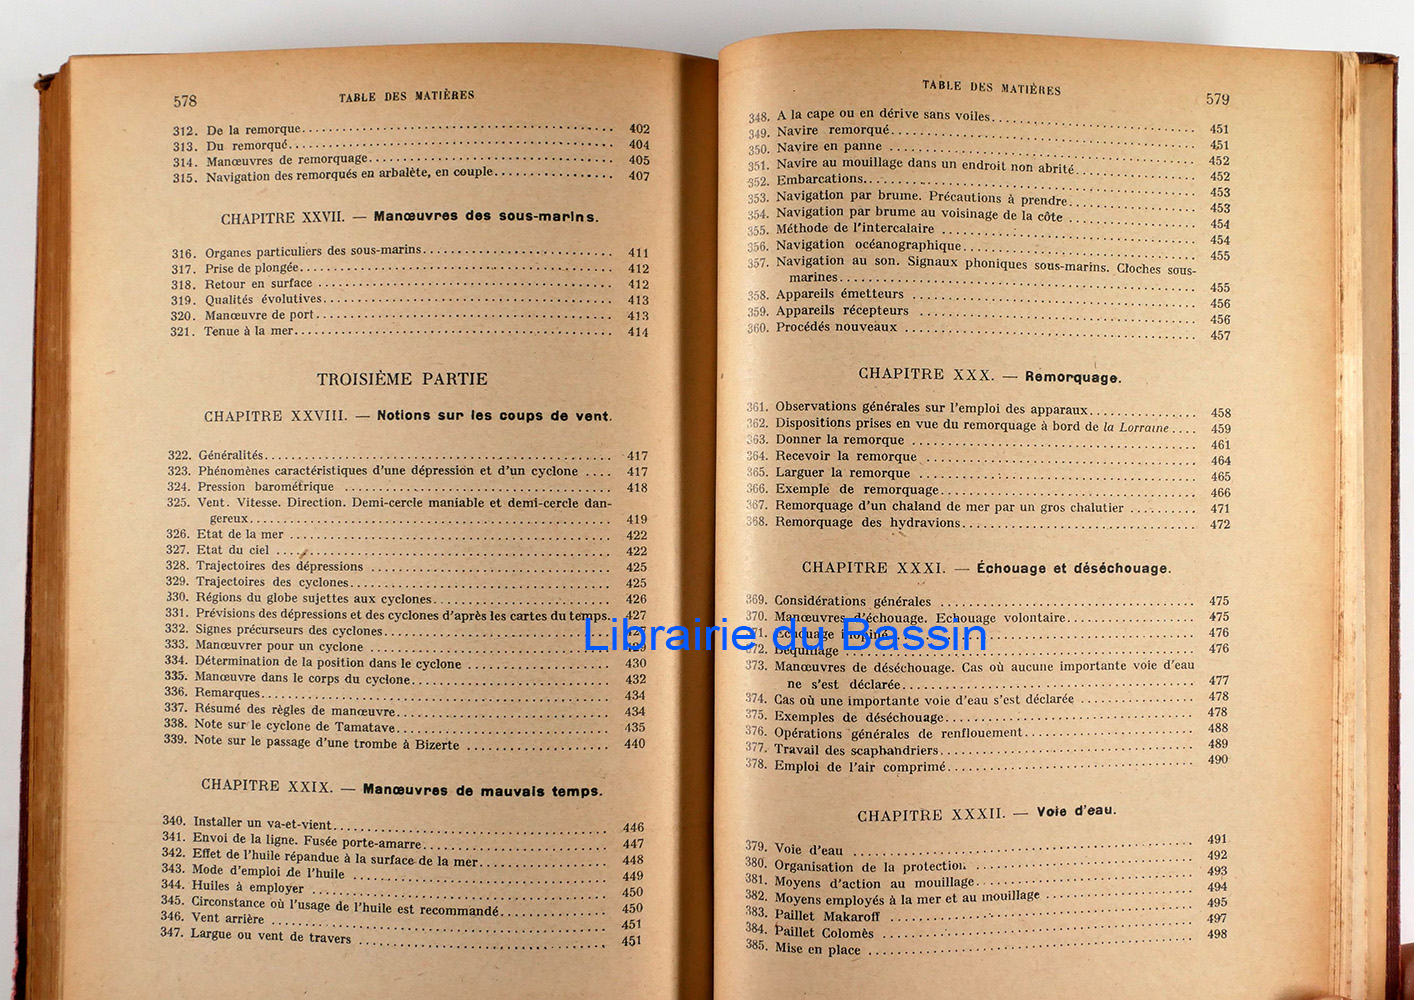 578 TABLE DES MATIÈRES
312. De la remorque 402
313. Du remorqué 404
314. Manœuvres de remorquage 405
315. Navigation des remorqués en arbalète, en couple 407
CHAPITRE XXVII. — Manœuvres des sous-marins.
316. Organes particuliers des sous-marins 411
317. Prise de plongée 412
318. Retour en surface 412
319. Qualités évolutives 413
320. Manœuvre de port 413
321. Tenue à la mer 414
TROISIÈME PARTIE
CHAPITRE XXVIII. — Notions sur les coups de vent.
322. Généralités 417
323. Phénomènes caractéristiques d'une dépression et d'un cyclone 417
324. Pression barométrique 418
325. Vent. Vitesse. Direction. Demi-cercle maniable et demi-cercle dan-
gereux 419
326. Etat de la mer 422
327. Etat du ciel 422
328. Trajectoires des dépressions 425
329. Trajectoires des cyclones 425
330. Régions du globe sujettes aux cyclones 426
331. Prévisions des dépressions et des cyclones d'après les cartes du temps 427
332. Signes précurseurs des cyclones
333. Manœuvrer pour un cyclone
334. Détermination de la position dans le cyclone 430
335. Manœuvre dans le corps du cyclone 432
336. Remarques 434
337. Résumé des règles de manœuvre 434
338. Note sur le cyclone de Tamatave 435
339. Note sur le passage d'une trombe à Bizerte 440
CHAPITRE XXIX. — Manœuvres de mauvais temps.
340. Installer un va-et-vient 446
341. Envoi de la ligne. Fusée porte-amarre 447
342. Effet de l'huile répandue à la surface de la mer 448
343. Mode d'emploi de l'huile 449
344. Huiles à employer 450
345. Circonstance où l'usage de l'huile est recommandé 450
346. Vent arrière 451
347. Largue ou vent de travers 451
TABLE DES MATIÈRES 579
348. A la cape ou en dérive sans voiles 451
349. Navire remorqué 451
350. Navire en panne 452
351. Navire au mouillage dans un endroit non abrité 452
352. Embarcations 453
353. Navigation par brume. Précautions à prendre 453
354. Navigation par brume au voisinage de la côte 454
355. Méthode de l'intercalaire 454
356. Navigation océanographique 455
357. Navigation au son. Signaux phoniques sous-marins. Cloches sous-
marines 455
358. Appareils émetteurs 456
359. Appareils récepteurs 456
360. Procédés nouveaux 457
CHAPITRE XXX. — Remorquage.
361. Observations générales sur l'emploi des apparaux 458
362. Dispositions prises en vue du remorquage à bord de la Lorraine 459
363. Donner la remorque 461
364. Recevoir la remorque 464
365. Larguer la remorque 465
366. Exemple de remorquage 466
367. Remorquage d'un chaland de mer par un gros chalutier 471
368. Remorquage des hydravions 472
CHAPITRE XXXI. — Échouage et déséchouage.
369. Considérations générales 475
370. Manœuvres d'échouage. Echouage volontaire 475
371. Echouage inopiné 476
372. Béquillage 476
373. Manœuvres de déséchouage. Cas où aucune importante voie d'eau
ne s'est déclarée 477
374. Cas où une importante voie d'eau s'est déclarée 478
375. Exemples de déséchouage 478
376. Opérations générales de renflouement 488
377. Travail des scaphandriers 489
378. Emploi de l'air comprimé 490
CHAPITRE XXXII. — Voie d'eau.
379. Voie d'eau 491
380. Organisation de la protection 492
381. Moyens d'action au mouillage 493
382. Moyens employés à la mer et au mouillage 494
383. Paillet Makaroff 495
384. Paillet Colomès 497
385. Mise en place 498
Librairie du Bassin